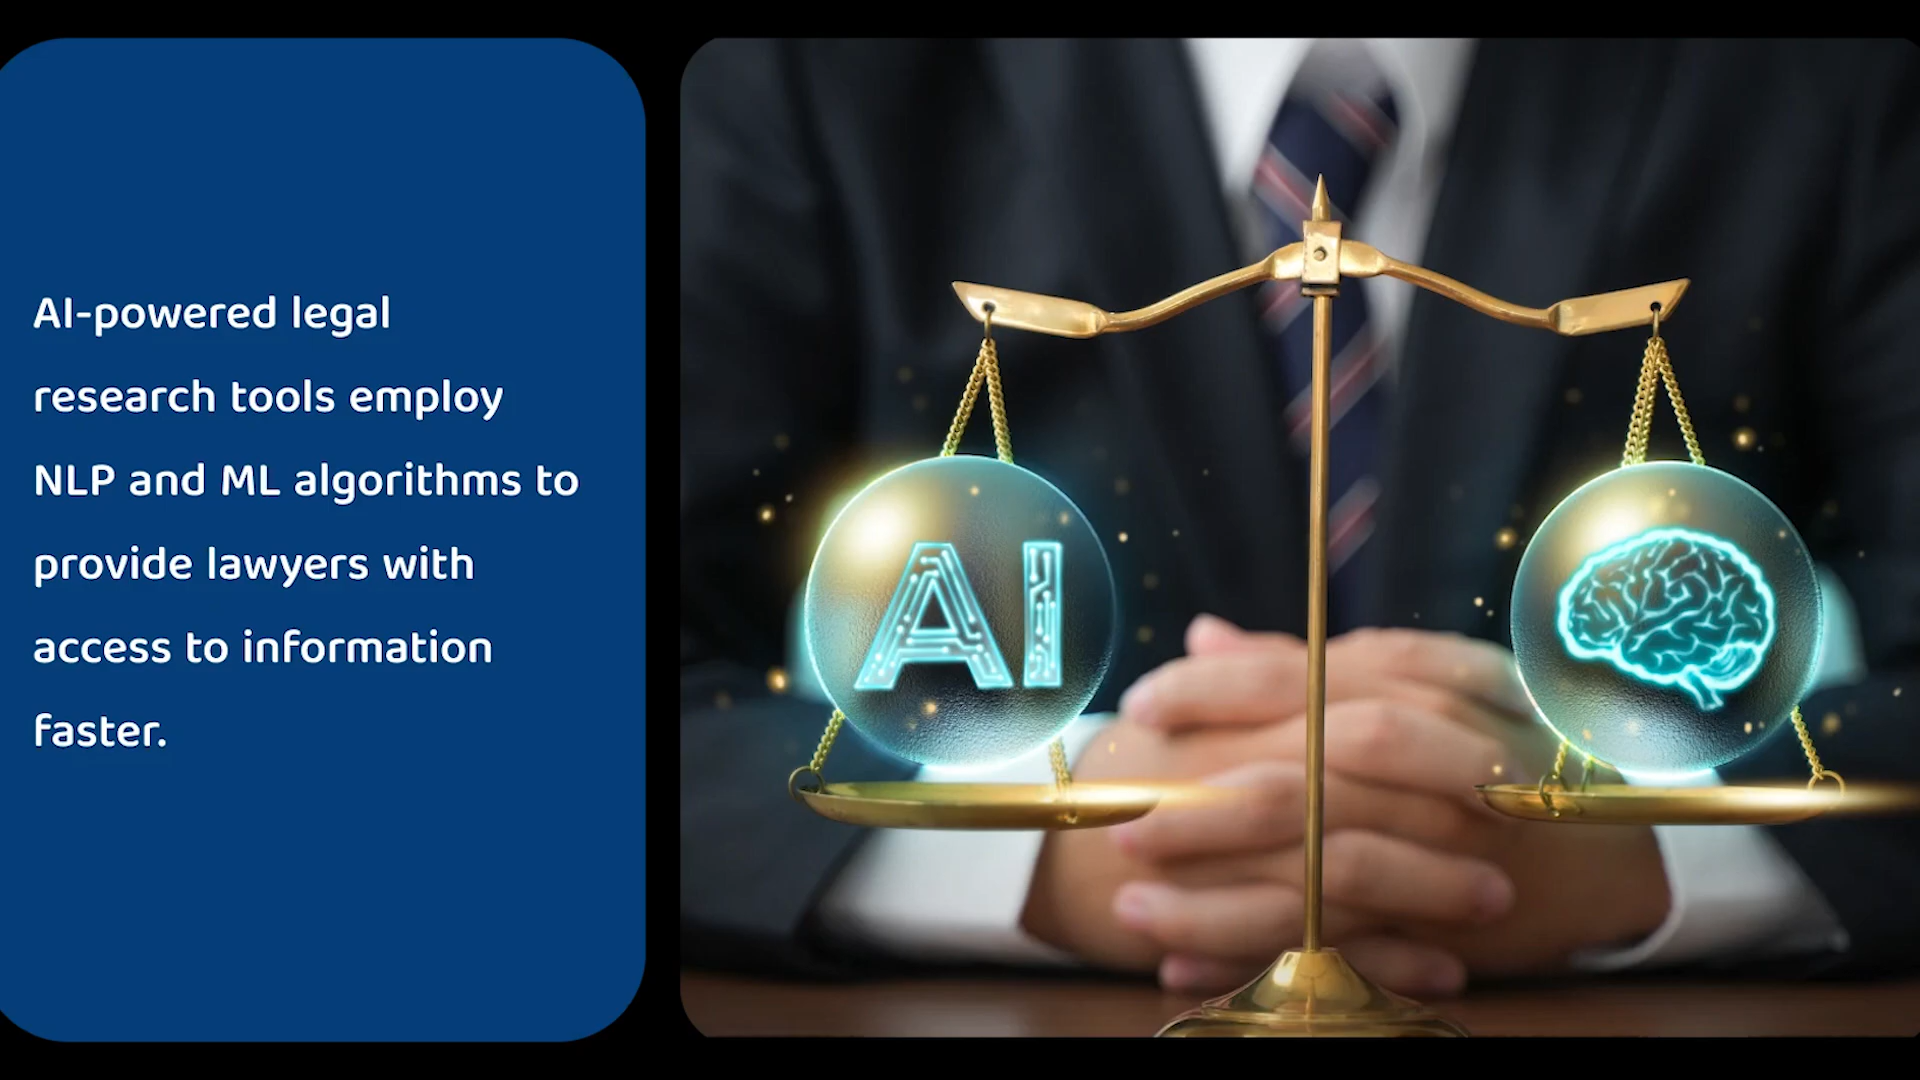 AI-powered legal
research tools employ
NLP and ML algorithms to
provide lawyers with
access to information
faster.
AI